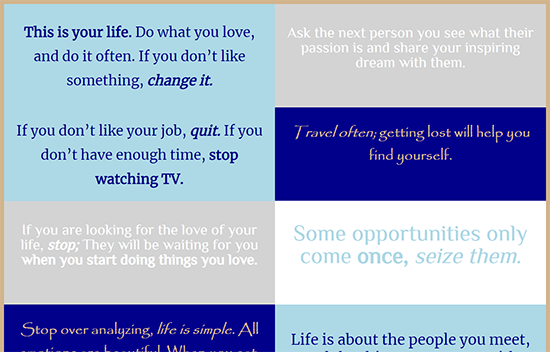 This is your life. Do what you love,
and do it often. If you don’t like
something, change it.
If you don’t like your job, quit. If you
don’t have enough time, stop
watching TV.
Ask the next person you see what their
passion is and share your inspiring
dream with them.
Travel often; getting lost will help you
find yourself.
If you are looking for the love of your
life, stop; They will be waiting for you
when you start doing things you love.
Some opportunities only
come once, seize them.
Stop over analyzing, life is simple. All
Life is about the people you meet,